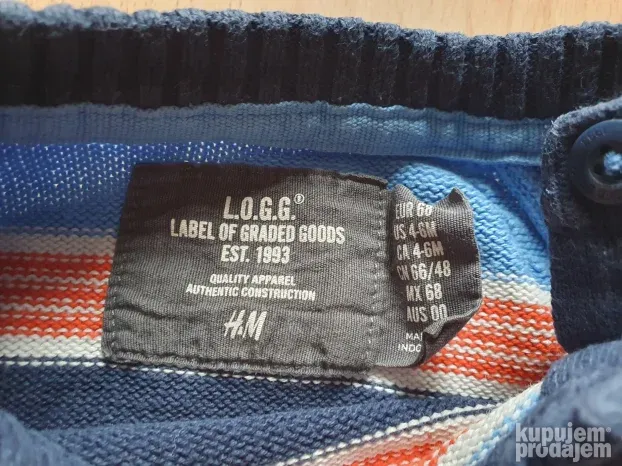 L.O.G.G.®
LABEL OF GRADED GOODS
EST. 1993
QUALITY APPAREL
AUTHENTIC CONSTRUCTION
H&M
EUR 68
US 4-6M
CA 4-6M
CN 66/48
MX 68
AUS 00
kupujem
prodajem